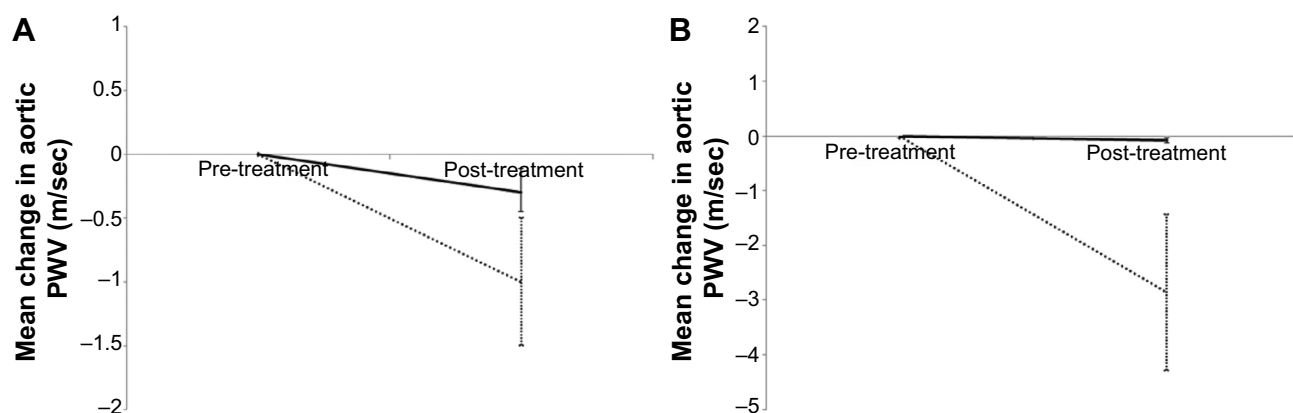 A
Mean change in aortic
PWV (m/sec)
1
0.5
0
–0.5
–1
–1.5
–2
Pre-treatment
Post-treatment
B
Mean change in aortic
PWV (m/sec)
2
1
0
–1
–2
–3
–4
–5
Pre-treatment
Post-treatment